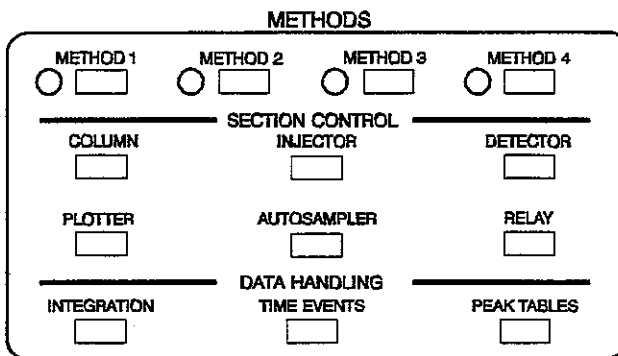 METHODS
METHOD 1 METHOD 2 METHOD 3 METHOD 4
SECTION CONTROL
COLUMN INJECTOR DETECTOR
PLOTTER AUTOSAMPLER RELAY
DATA HANDLING
INTEGRATION TIME EVENTS PEAK TABLES